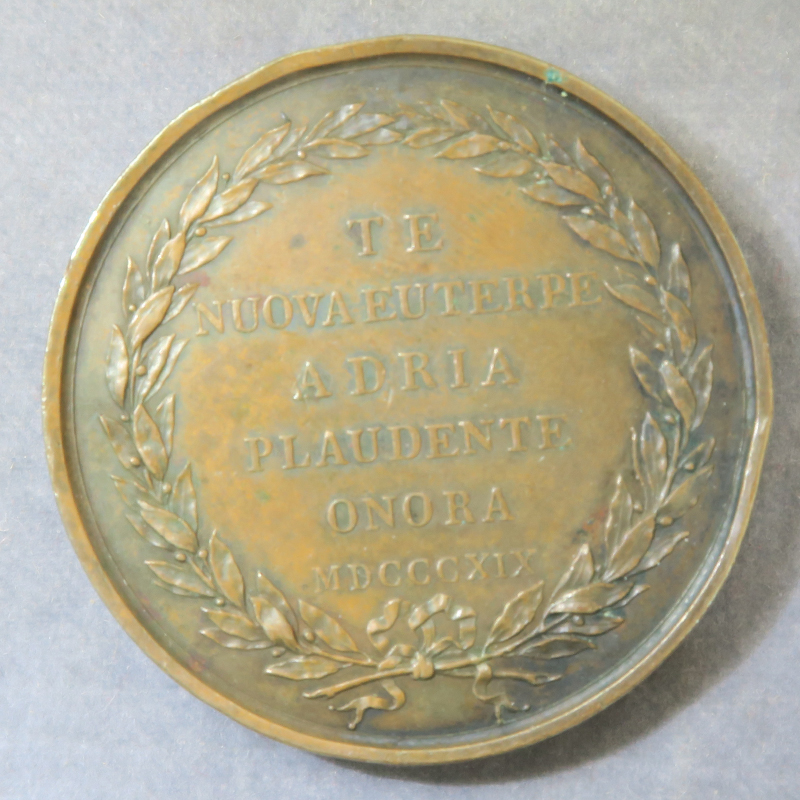 TE
NUOVA EUTERPE
ADRIA
PLAUDENTE
ONORA
MDCCCXIX